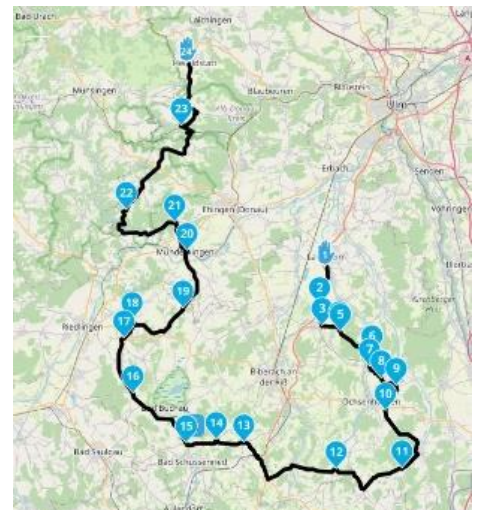 Bad Urach
Laichingen
24
Münsingen
Blaubeuren
Blaustein
Ulm
23
Erbach
Senden
22
21
Ehingen (Donau)
Vöhringen
20
1
2
19
18
3
5
Riedlingen
17
6
7
8
9
16
Biberach an
der Riß
10
Bad Buchau
15
14
13
12
11
Bad Saulgau
Bad Schussenried